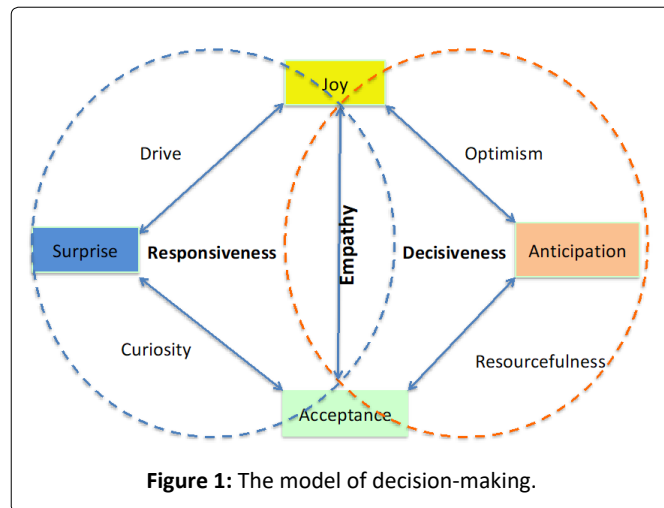 Joy
Drive
Optimism
Empathy
Surprise
Responsiveness
Decisiveness
Anticipation
Curiosity
Resourcefulness
Acceptance
Figure 1: The model of decision-making.